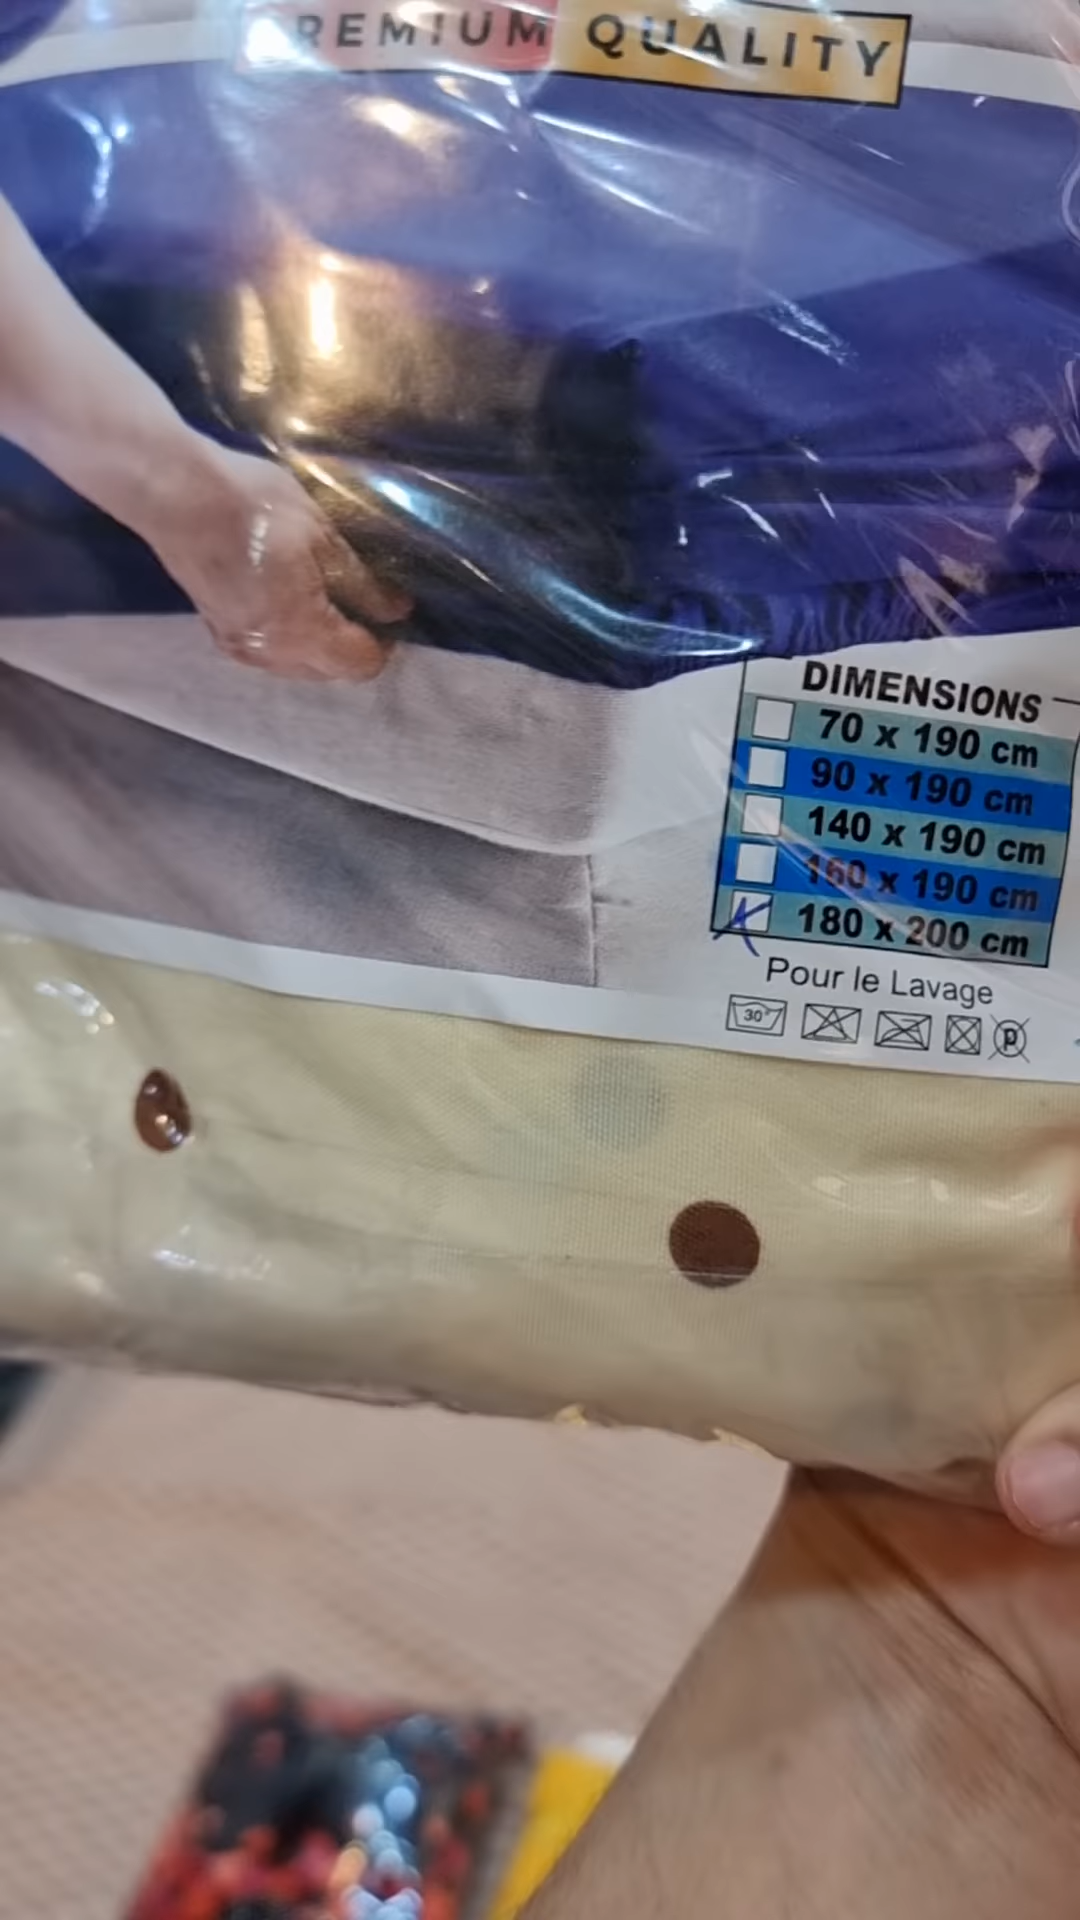 PREMIUM QUALITY
DIMENSIONS
70 x 190 cm
90 x 190 cm
140 x 190 cm
160 x 190 cm
180 x 200 cm
Pour le Lavage
30°
P